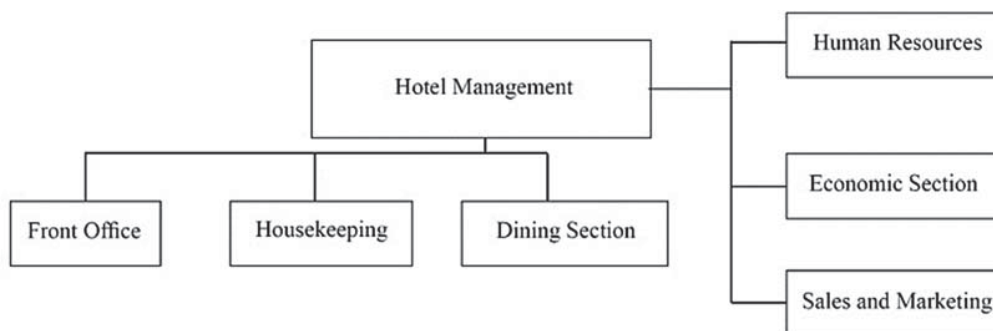 Human Resources
Hotel Management
Economic Section
Front Office
Housekeeping
Dining Section
Sales and Marketing